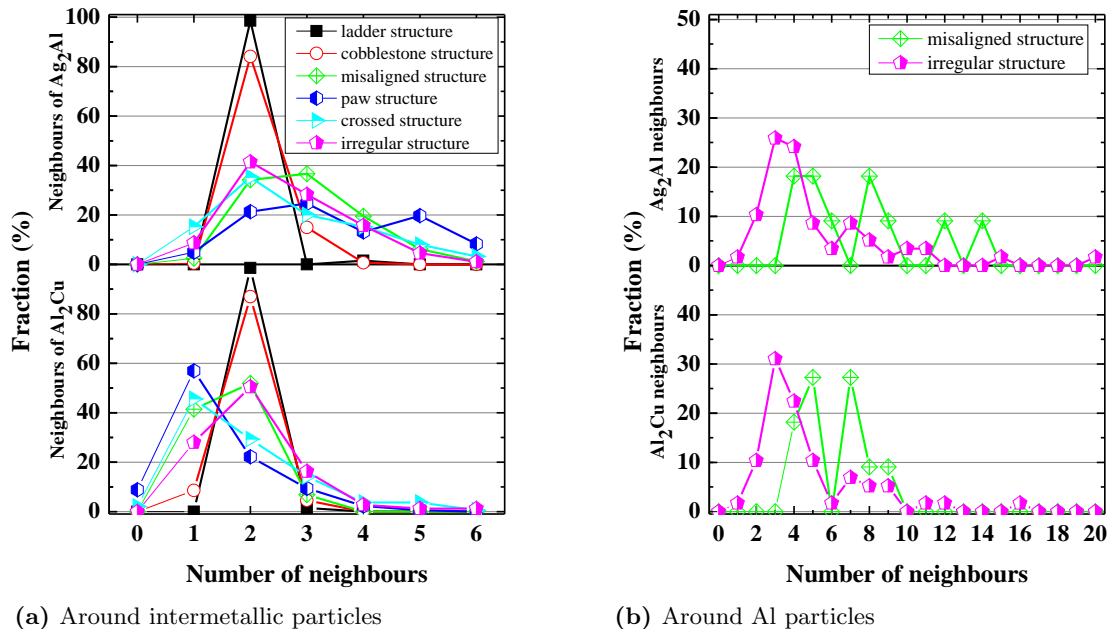 Fraction (%)
Neighbours of Ag₂Al
Neighbours of Al₂Cu
100
80
60
40
20
0
80
60
40
20
0
ladder structure
cobblestone structure
misaligned structure
paw structure
crossed structure
irregular structure
0 1 2 3 4 5 6
Number of neighbours
(a) Around intermetallic particles
Fraction (%)
Ag₂Al neighbours
Al₂Cu neighbours
50
40
30
20
10
0
40
30
20
10
0
misaligned structure
irregular structure
0 2 4 6 8 10 12 14 16 18 20
Number of neighbours
(b) Around Al particles